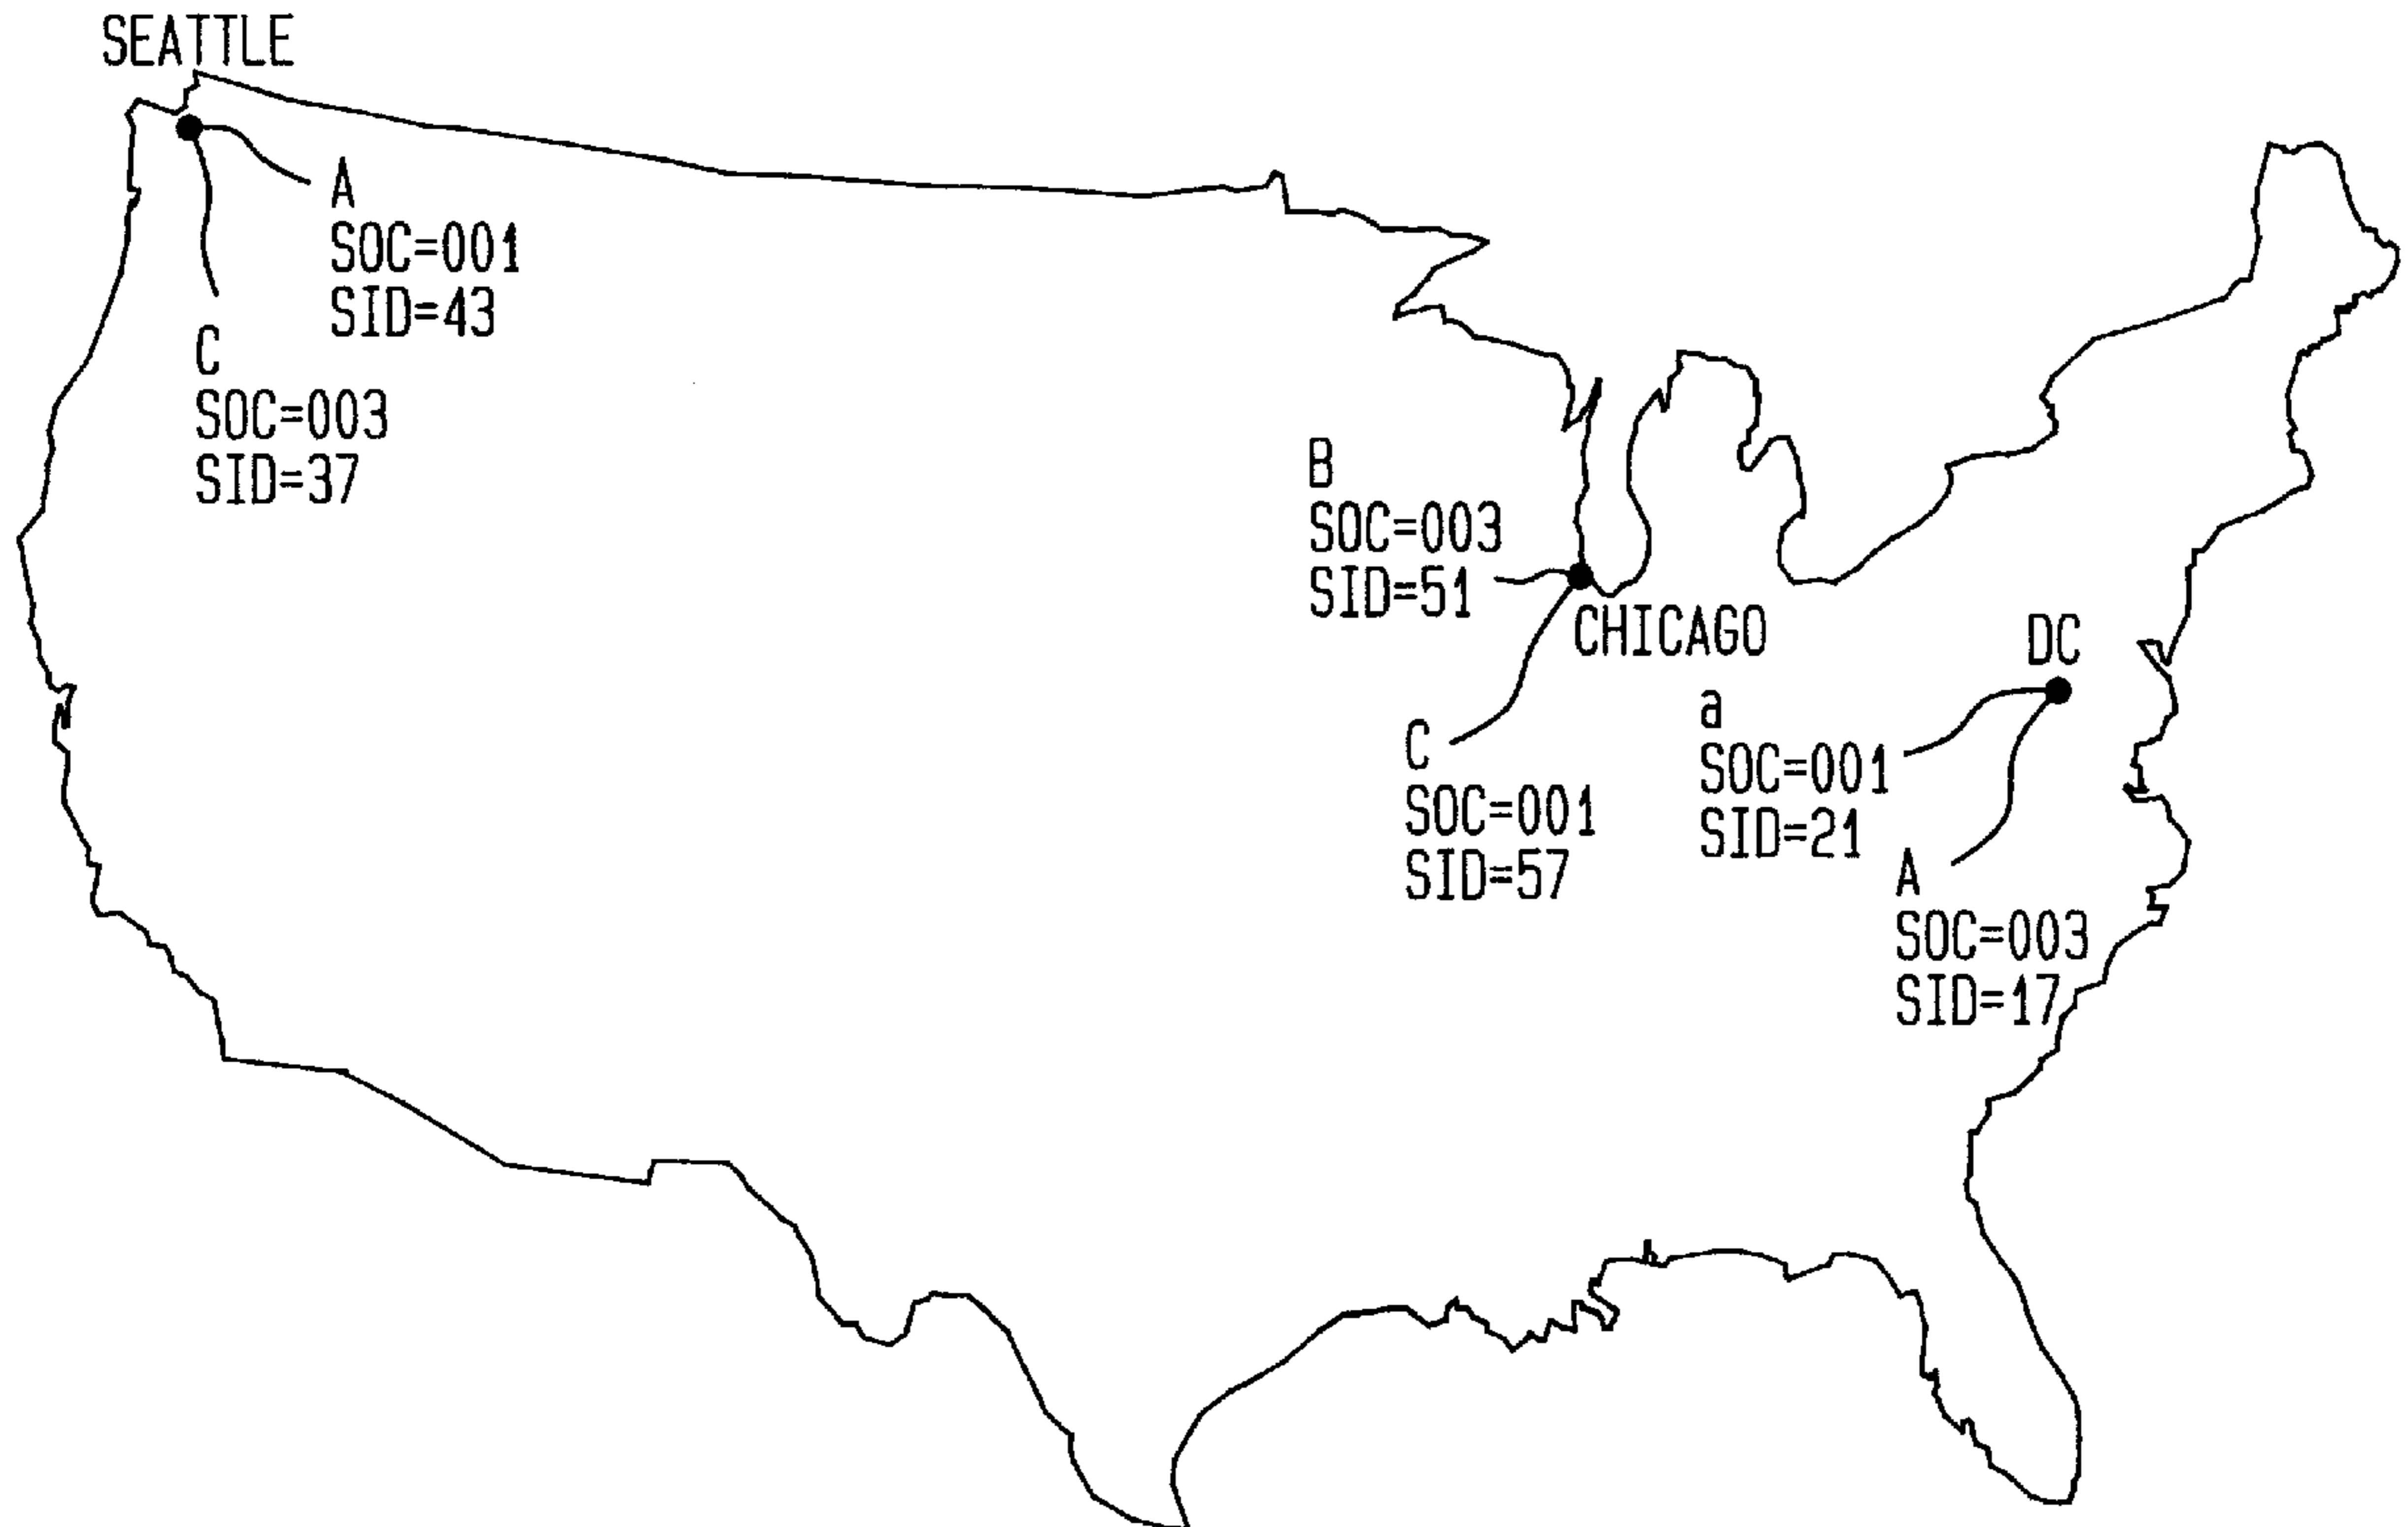 SEATTLE
A
SOC=001
SID=43
C
SOC=003
SID=37
B
SOC=003
SID=51
CHICAGO
C
SOC=001
SID=57
DC
a
SOC=001
SID=21
A
SOC=003
SID=17